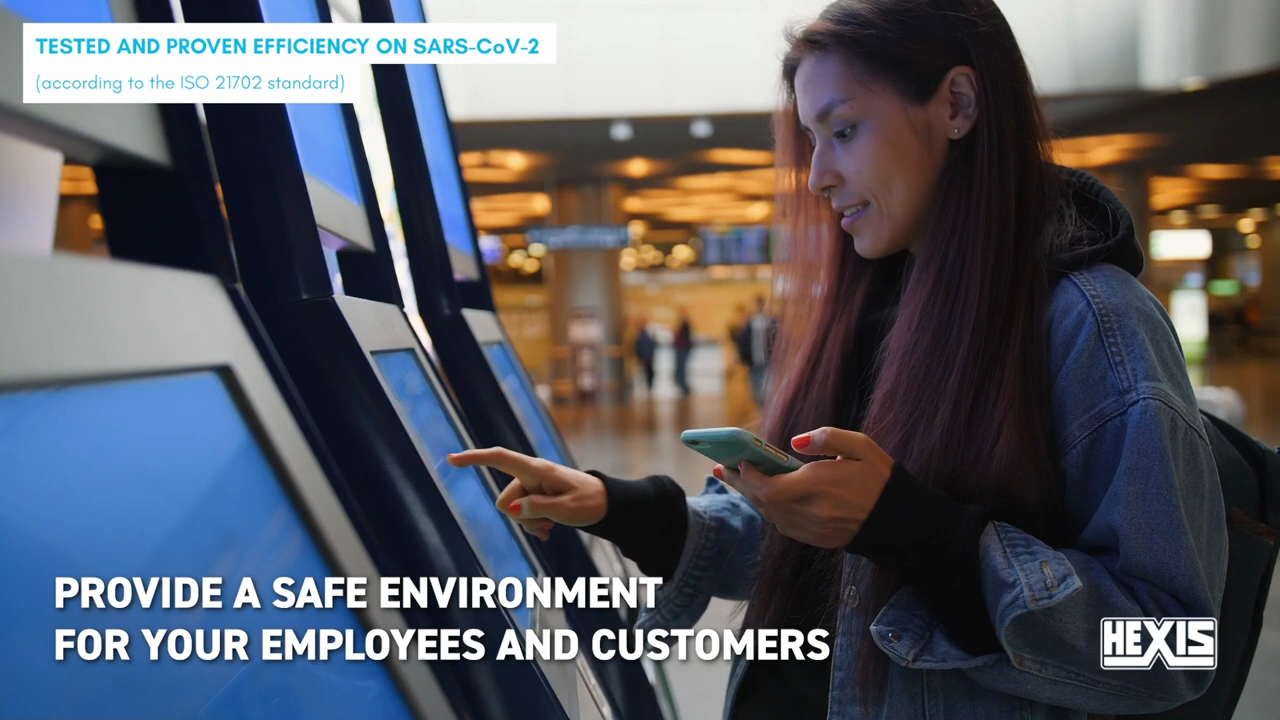 TESTED AND PROVEN EFFICIENCY ON SARS-CoV-2
(according to the ISO 21702 standard)
PROVIDE A SAFE ENVIRONMENT
FOR YOUR EMPLOYEES AND CUSTOMERS
HEXIS